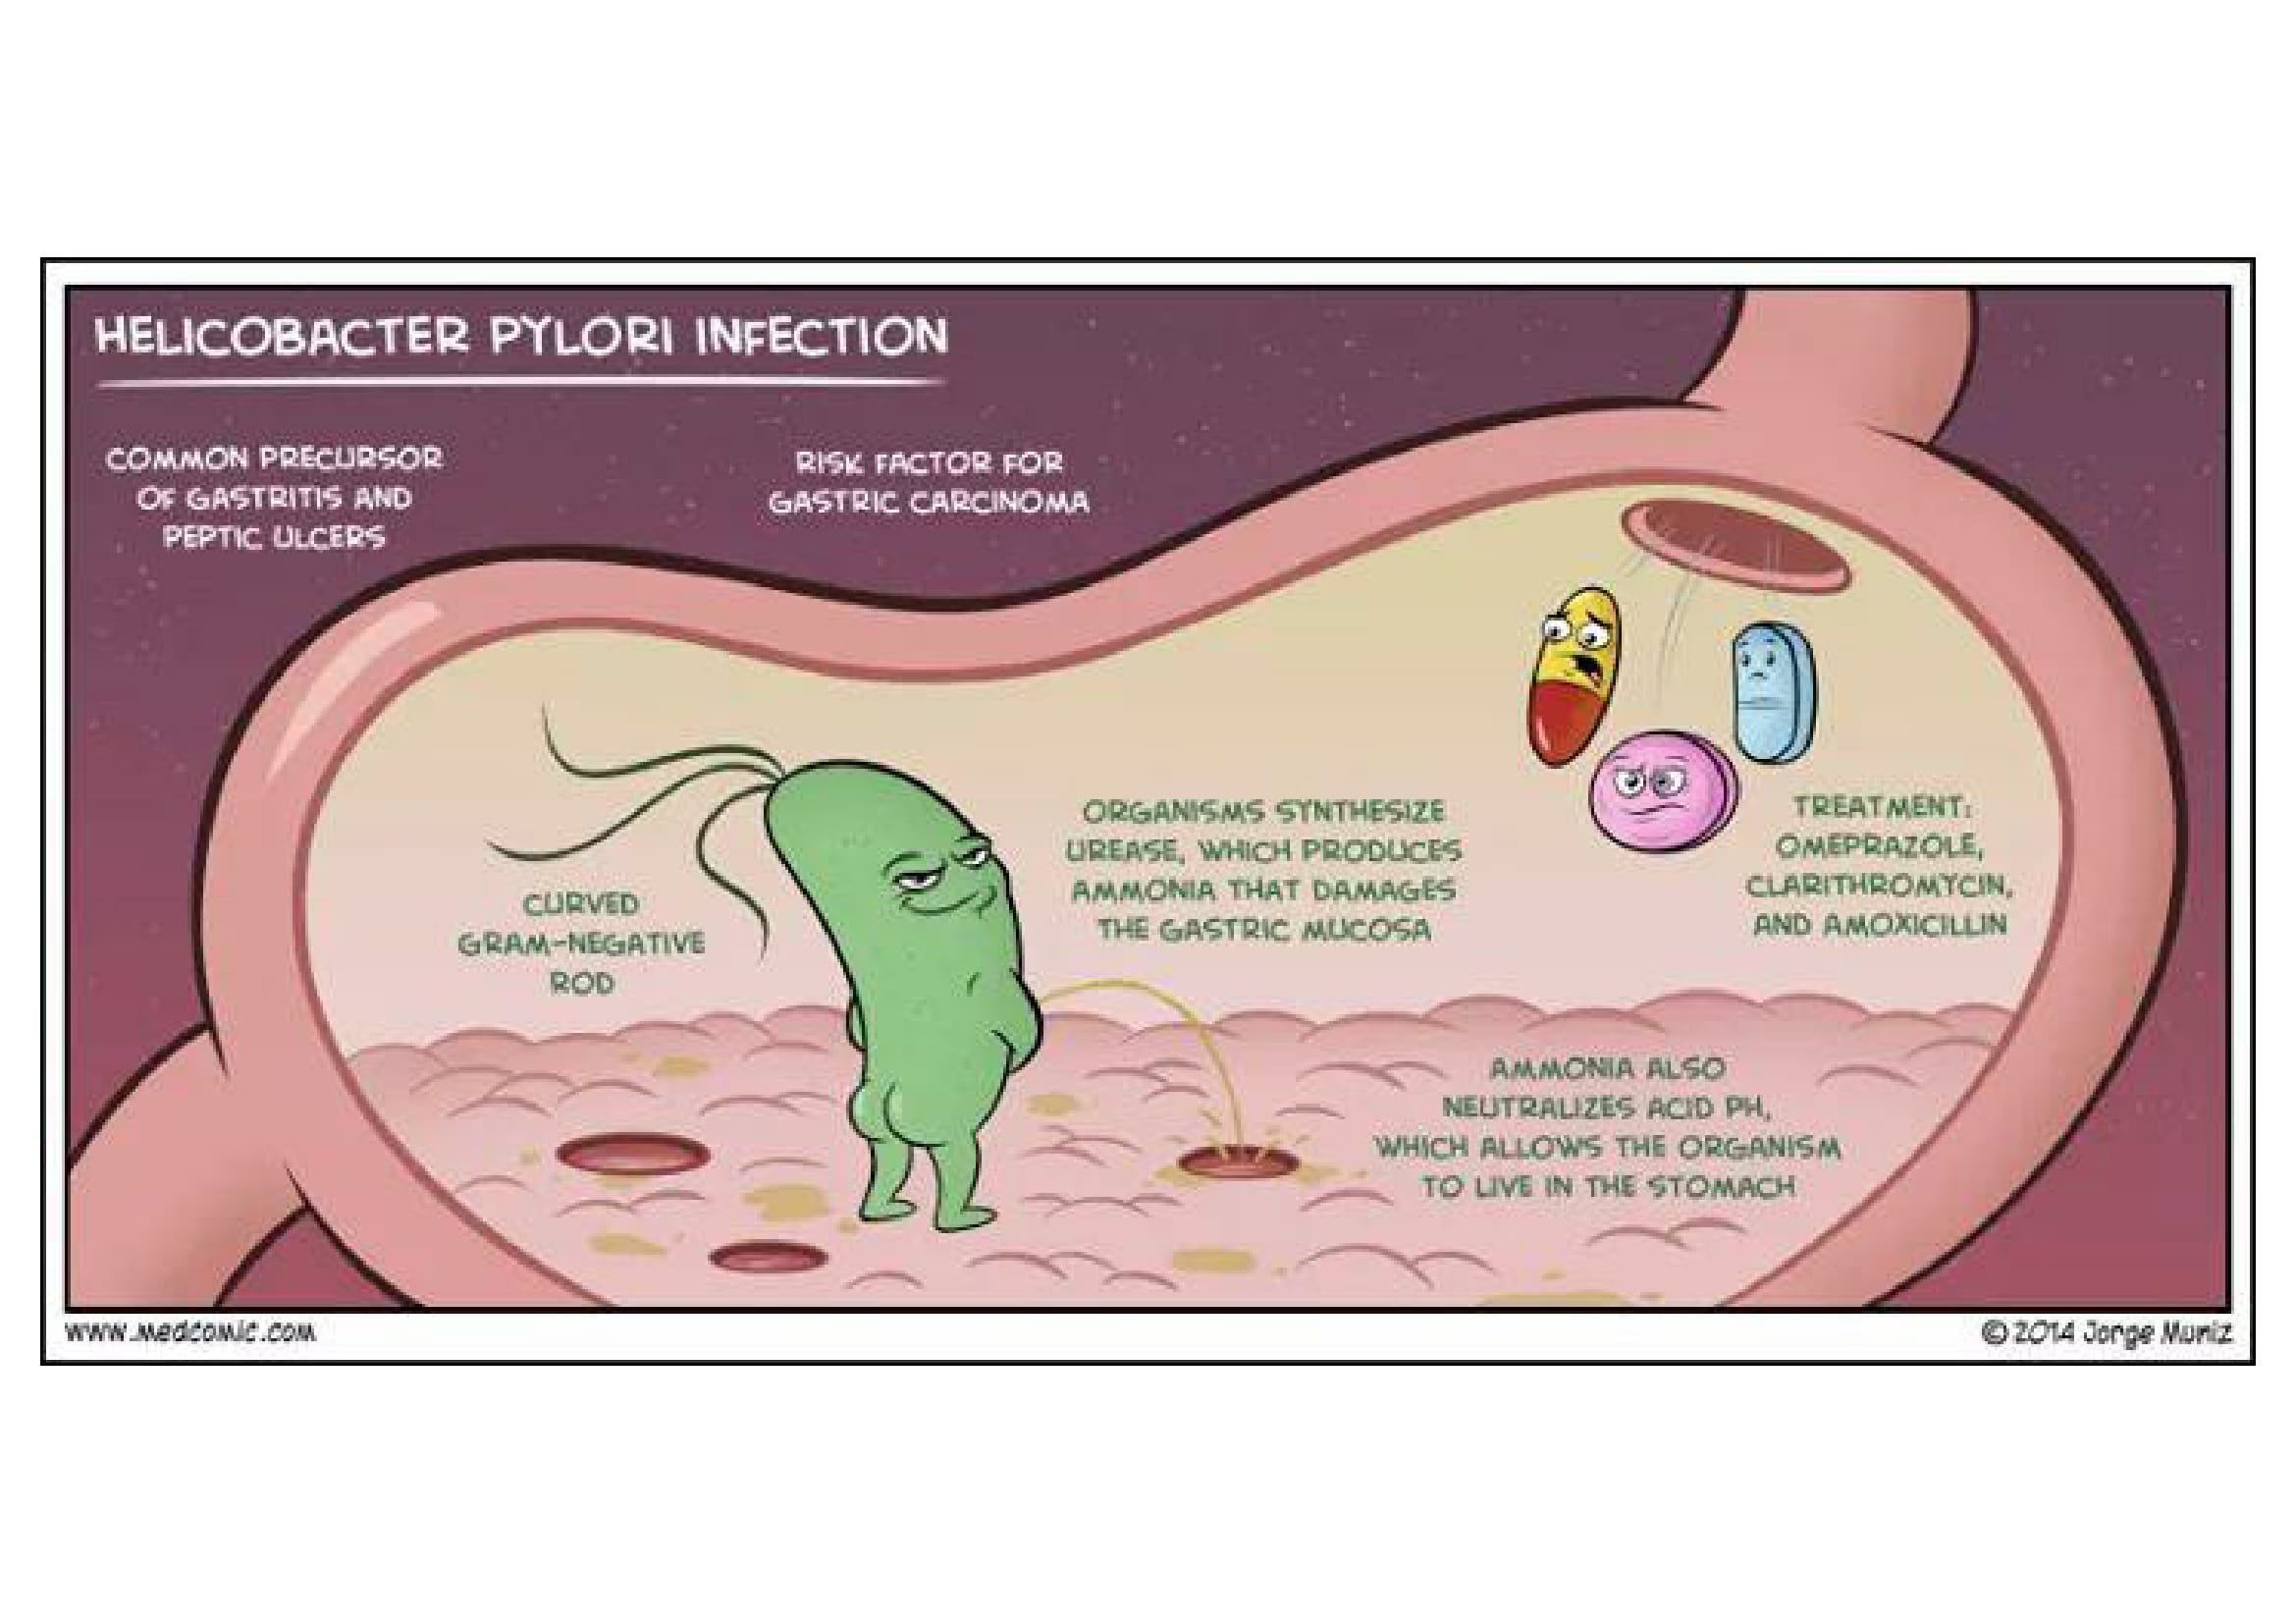 HELICOBACTER PYLORI INFECTION
COMMON PRECURSOR
OF GASTRITIS AND
PEPTIC ULCERS
RISK FACTOR FOR
GASTRIC CARCINOMA
CURVED
GRAM-NEGATIVE
ROD
ORGANISMS SYNTHESIZE
UREASE, WHICH PRODUCES
AMMONIA THAT DAMAGES
THE GASTRIC MUCOSA
TREATMENT:
OMEPRAZOLE,
CLARITHROMYCIN,
AND AMOXICILLIN
AMMONIA ALSO
NEUTRALIZES ACID PH,
WHICH ALLOWS THE ORGANISM
TO LIVE IN THE STOMACH
www.medcomic.com
© 2014 Jorge Muniz